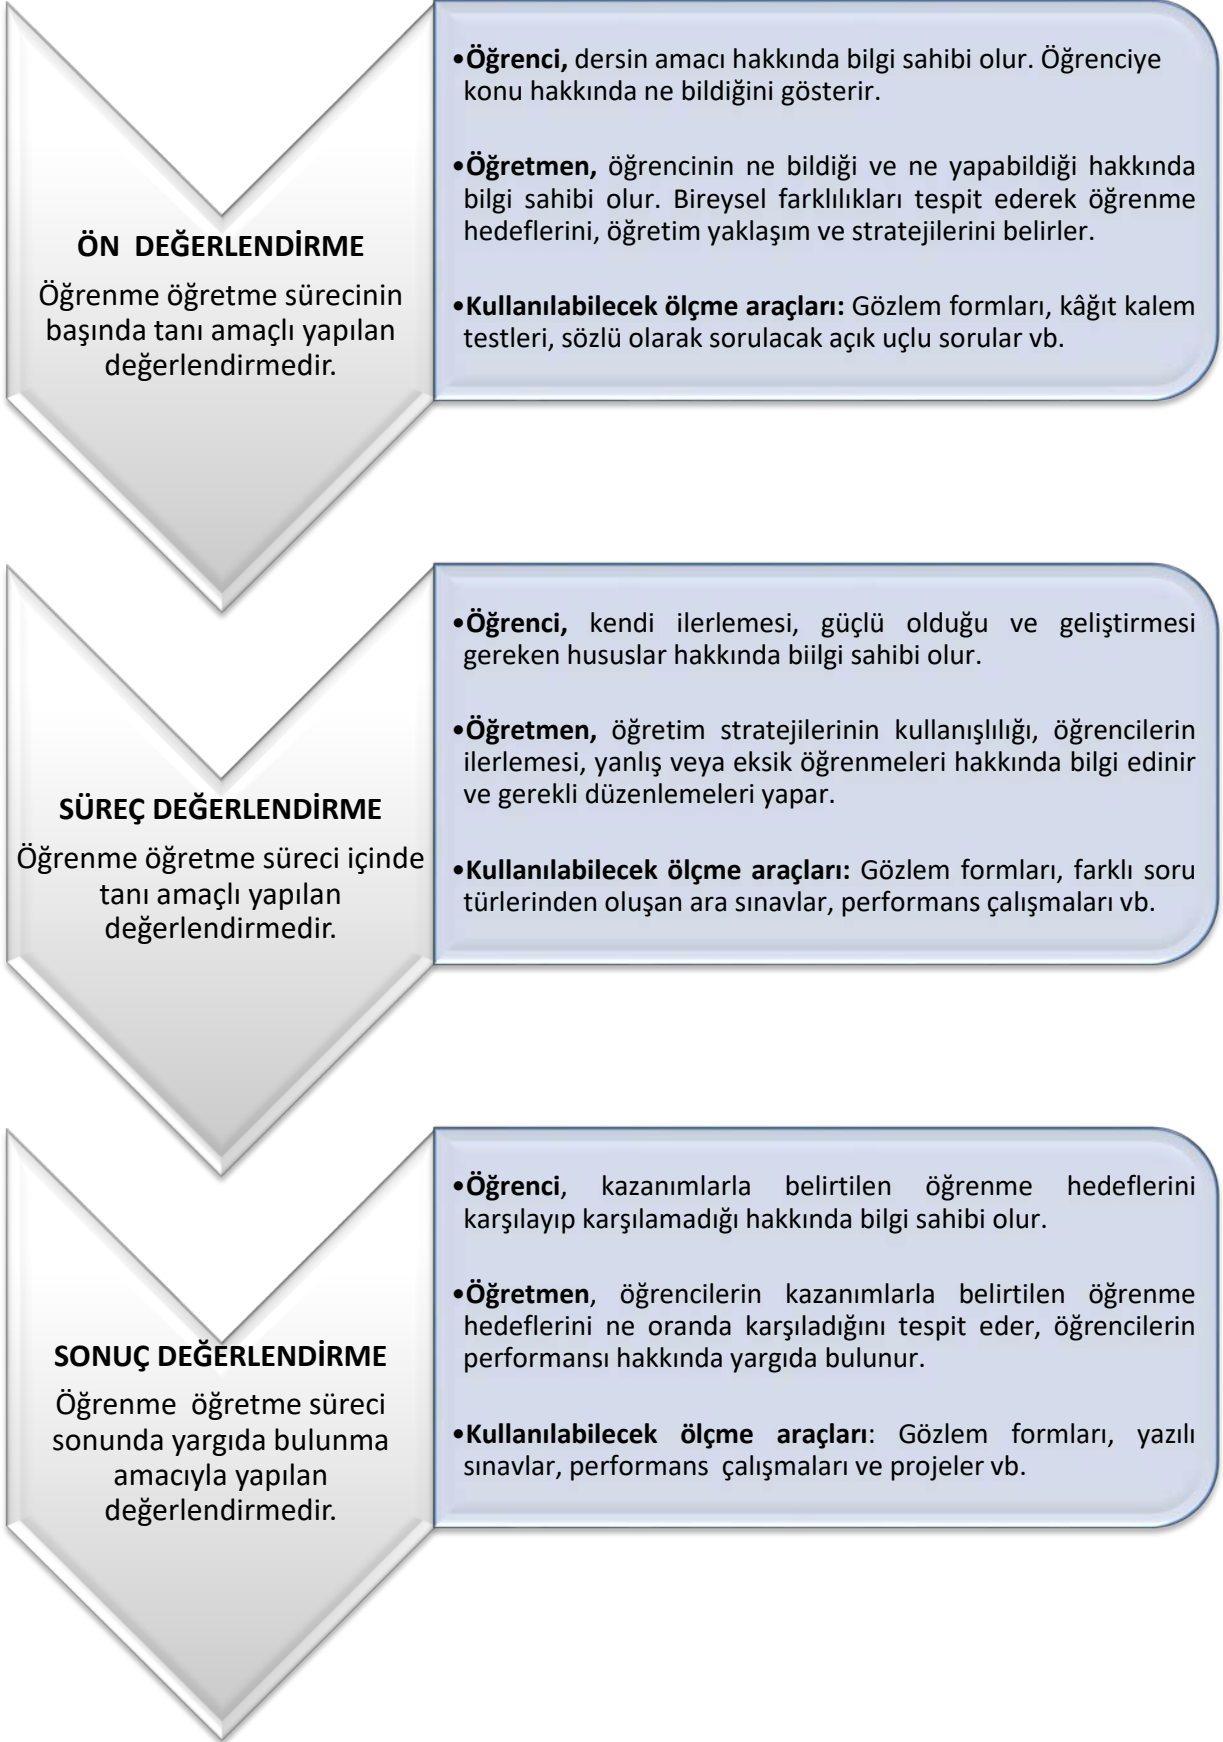 ÖN DEĞERLENDİRME
Öğrenme öğretme sürecinin
başında tanı amaçlı yapılan
değerlendirmedir.
•Öğrenci, dersin amacı hakkında bilgi sahibi olur. Öğrenciye
konu hakkında ne bildiğini gösterir.
•Öğretmen, öğrencinin ne bildiği ve ne yapabildiği hakkında
bilgi sahibi olur. Bireysel farklılıkları tespit ederek öğrenme
hedeflerini, öğretim yaklaşım ve stratejilerini belirler.
•Kullanılabilecek ölçme araçları: Gözlem formları, kâğıt kalem
testleri, sözlü olarak sorulacak açık uçlu sorular vb.
SÜREÇ DEĞERLENDİRME
Öğrenme öğretme süreci içinde
tanı amaçlı yapılan
değerlendirmedir.
•Öğrenci, kendi ilerlemesi, güçlü olduğu ve geliştirmesi
gereken hususlar hakkında biilgi sahibi olur.
•Öğretmen, öğretim stratejilerinin kullanışlılığı, öğrencilerin
ilerlemesi, yanlış veya eksik öğrenmeleri hakkında bilgi edinir
ve gerekli düzenlemeleri yapar.
•Kullanılabilecek ölçme araçları: Gözlem formları, farklı soru
türlerinden oluşan ara sınavlar, performans çalışmaları vb.
SONUÇ DEĞERLENDİRME
Öğrenme öğretme süreci
sonunda yargıda bulunma
amacıyla yapılan
değerlendirmedir.
•Öğrenci, kazanımlarla belirtilen öğrenme hedeflerini
karşılayıp karşılamadığı hakkında bilgi sahibi olur.
•Öğretmen, öğrencilerin kazanımlarla belirtilen öğrenme
hedeflerini ne oranda karşıladığını tespit eder, öğrencilerin
performansı hakkında yargıda bulunur.
•Kullanılabilecek ölçme araçları: Gözlem formları, yazılı
sınavlar, performans çalışmaları ve projeler vb.